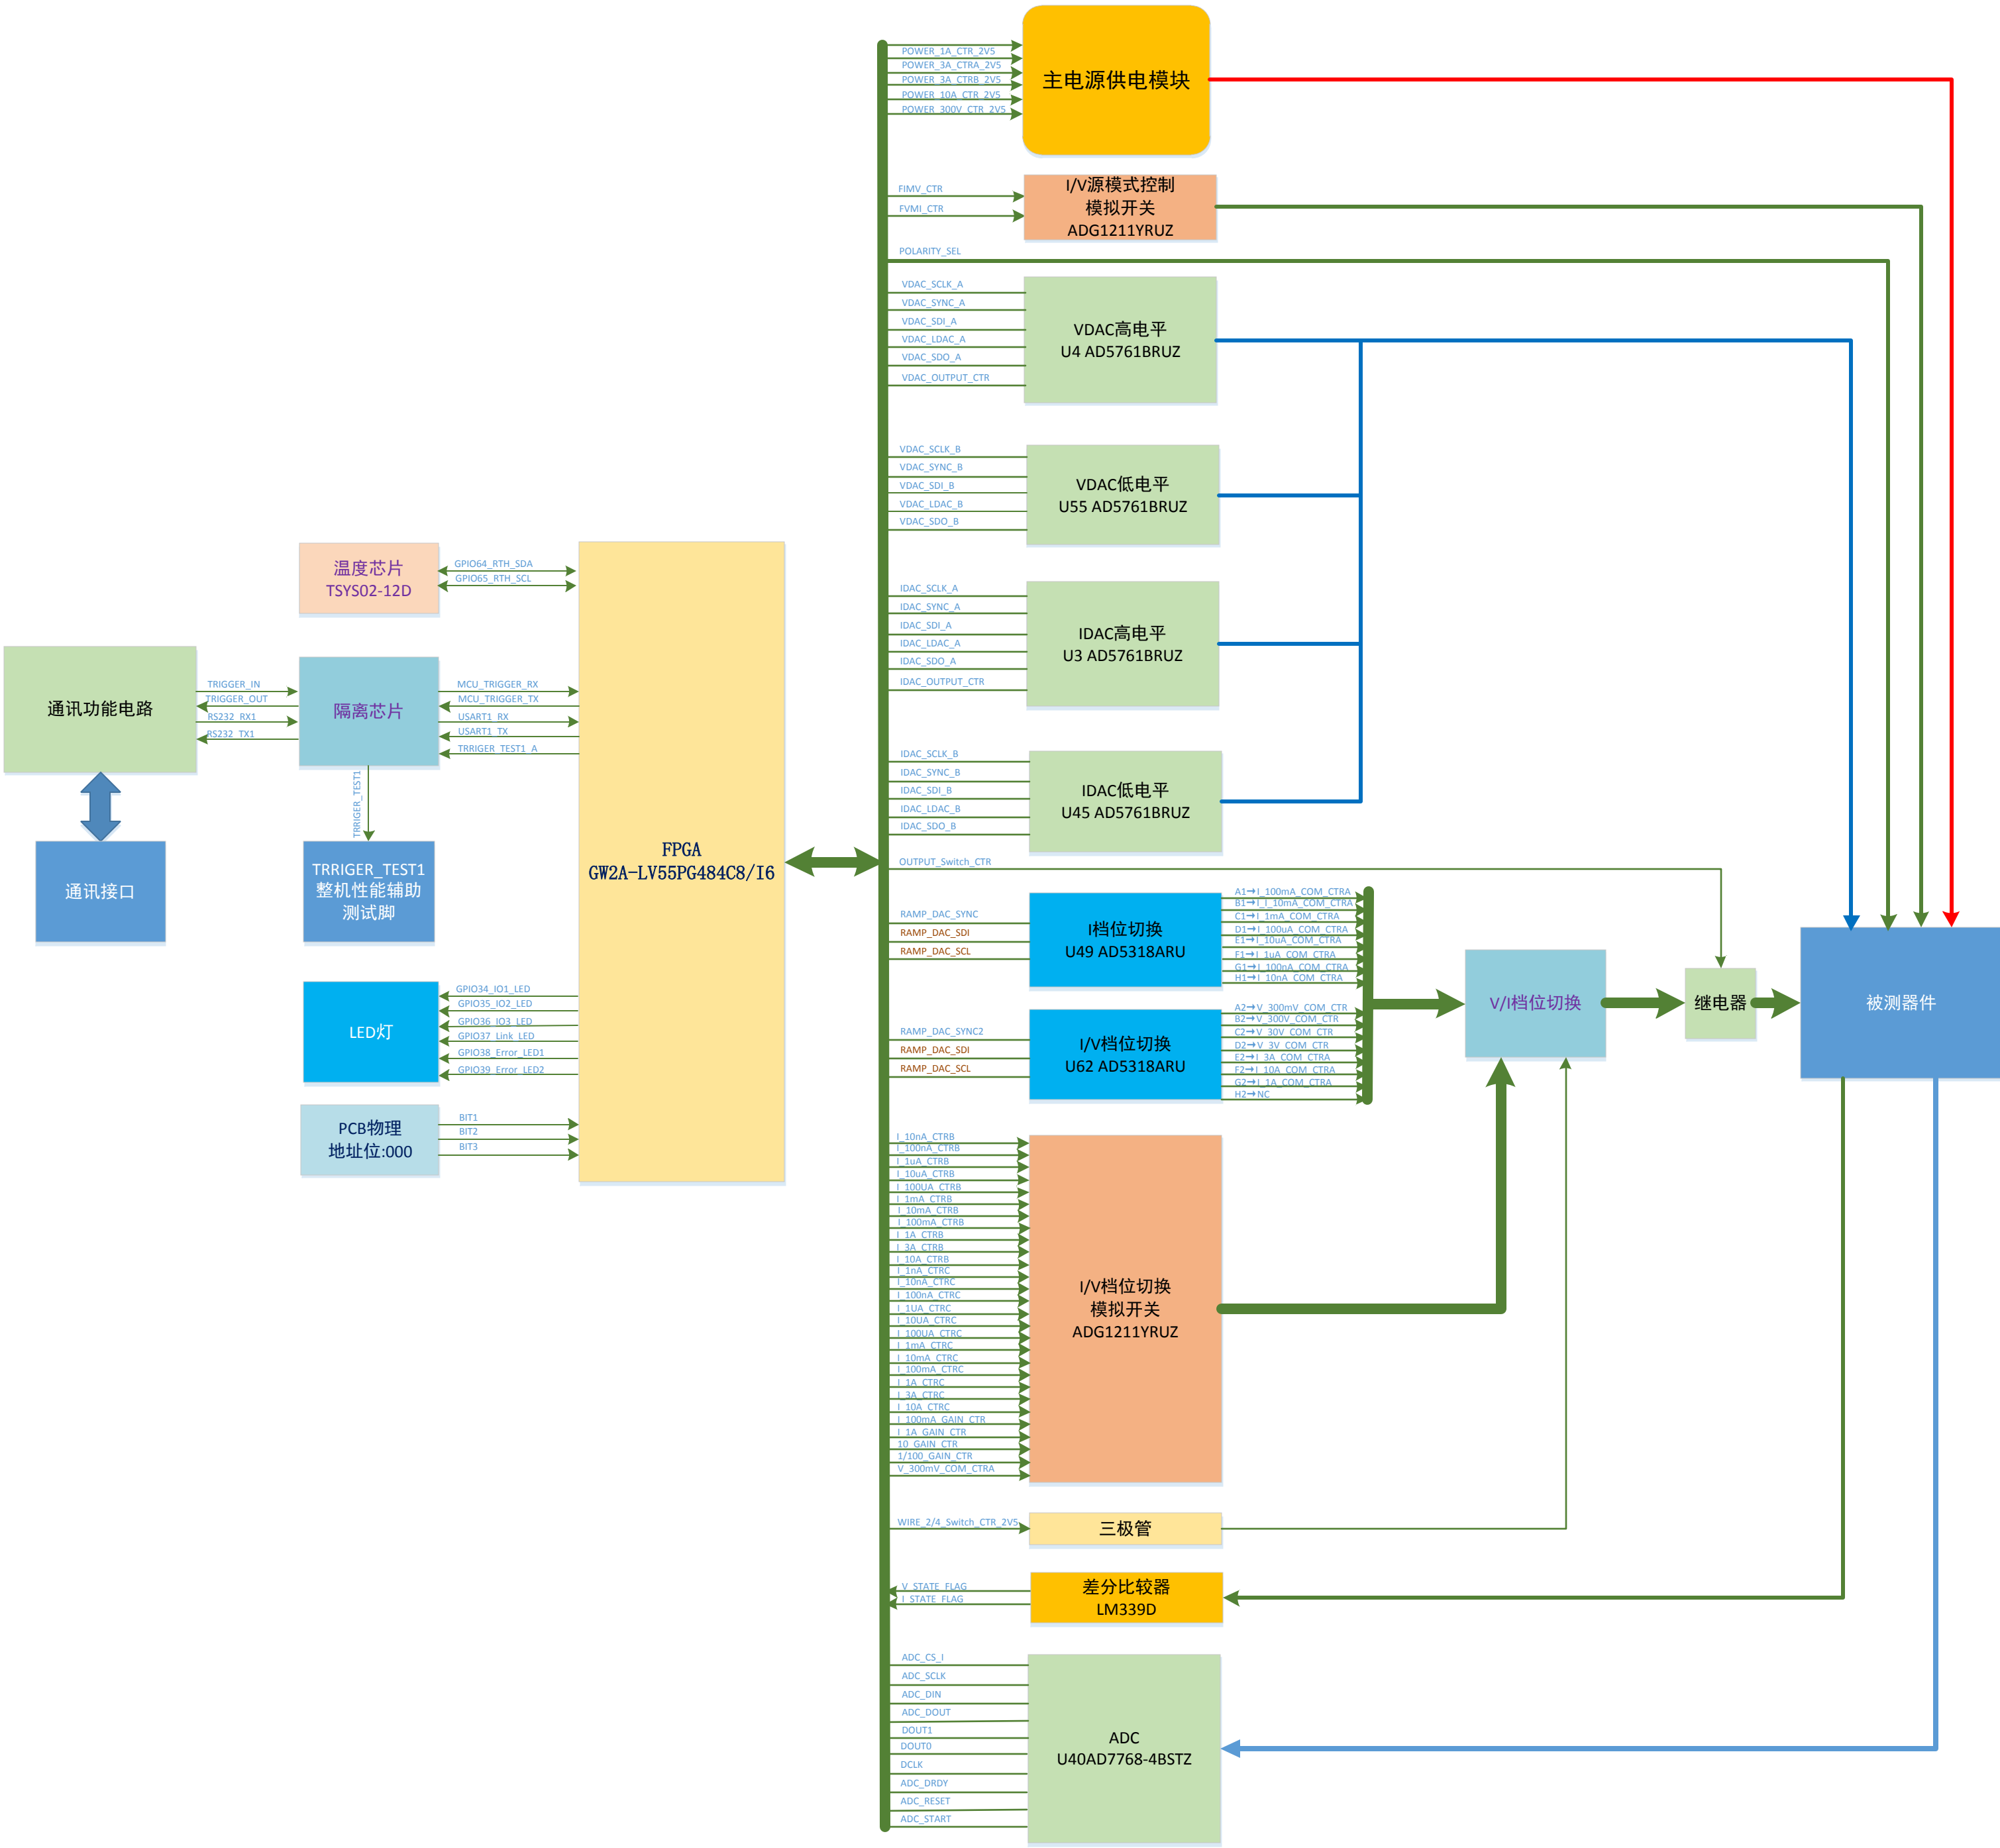 POWER_1A_CTR_2V5
POWER_3A_CTRA_2V5
POWER_3A_CTRB_2V5
POWER_10A_CTR_2V5
POWER_300V_CTR_2V5
主电源供电模块
FIMV_CTR
FVMI_CTR
I/V源模式控制
模拟开关
ADG1211YRUZ
POLARITY_SEL
VDAC_SCLK_A
VDAC_SYNC_A
VDAC_SDI_A
VDAC_LDAC_A
VDAC_SDO_A
VDAC_OUTPUT_CTR
VDAC高电平
U4 AD5761BRUZ
VDAC_SCLK_B
VDAC_SYNC_B
VDAC_SDI_B
VDAC_LDAC_B
VDAC_SDO_B
VDAC低电平
U55 AD5761BRUZ
IDAC_SCLK_A
IDAC_SYNC_A
IDAC_SDI_A
IDAC_LDAC_A
IDAC_SDO_A
IDAC_OUTPUT_CTR
IDAC高电平
U3 AD5761BRUZ
IDAC_SCLK_B
IDAC_SYNC_B
IDAC_SDI_B
IDAC_LDAC_B
IDAC_SDO_B
IDAC低电平
U45 AD5761BRUZ
温度芯片
TSYS02-12D
GPIO64_RTH_SDA
GPIO65_RTH_SCL
通讯功能电路
TRIGGER_IN
TRIGGER_OUT
RS232_RX1
RS232_TX1
隔离芯片
MCU_TRIGGER_RX
MCU_TRIGGER_TX
USART1_RX
USART1_TX
TRRIGER_TEST1_A
TRRIGER_TEST1
通讯接口
TRRIGER_TEST1
整机性能辅助
测试脚
FPGA
GW2A-LV55PG484C8/I6
LED灯
GPIO34_IO1_LED
GPIO35_IO2_LED
GPIO36_IO3_LED
GPIO37_Link_LED
GPIO38_Error_LED1
GPIO39_Error_LED2
PCB物理
地址位:000
BIT1
BIT2
BIT3
OUTPUT_Switch_CTR
RAMP_DAC_SYNC
RAMP_DAC_SDI
RAMP_DAC_SCL
I档位切换
U49 AD5318ARU
A1→I_100mA_COM_CTRA
B1→I_I_10mA_COM_CTRA
C1→I_1mA_COM_CTRA
D1→I_100uA_COM_CTRA
E1→I_10uA_COM_CTRA
F1→I_1uA_COM_CTRA
G1→I_100nA_COM_CTRA
H1→I_10nA_COM_CTRA
RAMP_DAC_SYNC2
RAMP_DAC_SDI
RAMP_DAC_SCL
I/V档位切换
U62 AD5318ARU
A2→V_300mV_COM_CTR
B2→V_300V_COM_CTR
C2→V_30V_COM_CTR
D2→V_3V_COM_CTR
E2→I_3A_COM_CTRA
F2→I_10A_COM_CTRA
G2→I_1A_COM_CTRA
H2→NC
V/I档位切换
继电器
被测器件
I_10nA_CTRB
I_100nA_CTRB
I_1uA_CTRB
I_10uA_CTRB
I_100UA_CTRB
I_1mA_CTRB
I_10mA_CTRB
I_100mA_CTRB
I_1A_CTRB
I_3A_CTRB
I_10A_CTRB
I_1nA_CTRC
I_10nA_CTRC
I_100nA_CTRC
I_1UA_CTRC
I_10UA_CTRC
I_100UA_CTRC
I_1mA_CTRC
I_10mA_CTRC
I_100mA_CTRC
I_1A_CTRC
I_3A_CTRC
I_10A_CTRC
I_100mA_GAIN_CTR
I_1A_GAIN_CTR
10_GAIN_CTR
1/100_GAIN_CTR
V_300mV_COM_CTRA
I/V档位切换
模拟开关
ADG1211YRUZ
WIRE_2/4_Switch_CTR_2V5
三极管
V_STATE_FLAG
I_STATE_FLAG
差分比较器
LM339D
ADC_CS_I
ADC_SCLK
ADC_DIN
ADC_DOUT
DOUT1
DOUT0
DCLK
ADC_DRDY
ADC_RESET
ADC_START
ADC
U40AD7768-4BSTZ